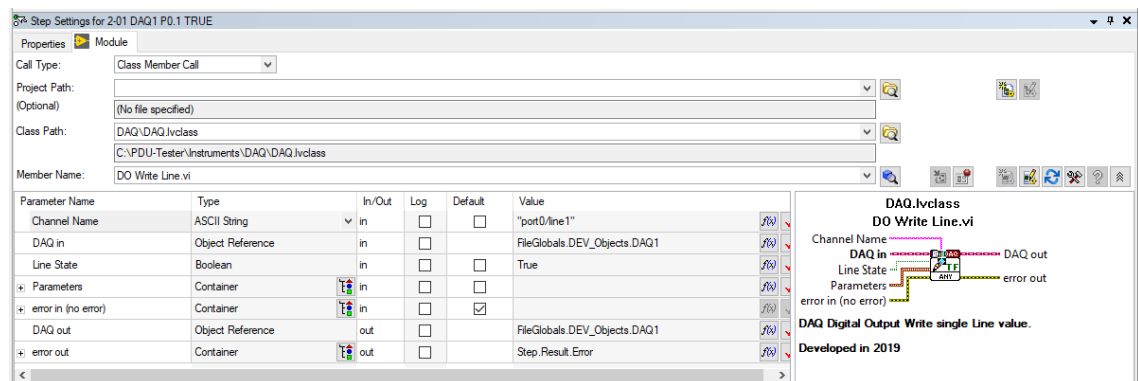 Step Settings for 2-01 DAQ1 P0.1 TRUE
Properties Module
Call Type: Class Member Call
Project Path:
(Optional) (No file specified)
Class Path: DAQ\DAQ.lvclass
C:\PDU-Tester\Instruments\DAQ\DAQ.lvclass
Member Name: DO Write Line.vi
Parameter Name Type In/Out Log Default Value
Channel Name ASCII String in "port0/line1" f(x)
DAQ in Object Reference in FileGlobals.DEV_Objects.DAQ1 f(x)
Line State Boolean in True f(x)
Parameters Container in f(x)
error in (no error) Container in f(x)
DAQ out Object Reference out FileGlobals.DEV_Objects.DAQ1 f(x)
error out Container out Step.Result.Error f(x)
DAQ.lvclass
DO Write Line.vi
Channel Name
DAQ in DAQ DAQ out
Line State TF
Parameters ANY error out
error in (no error)
DAQ Digital Output Write single Line value.
Developed in 2019